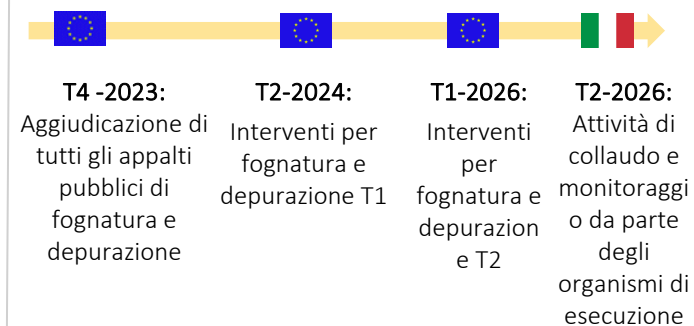 T4 -2023:
Aggiudicazione di
tutti gli appalti
pubblici di
fognatura e
depurazione
T2-2024:
Interventi per
fognatura e
depurazione T1
T1-2026:
Interventi
per
fognatura e
depurazion
e T2
T2-2026:
Attività di
collaudo e
monitoraggi
o da parte
degli
organismi di
esecuzione